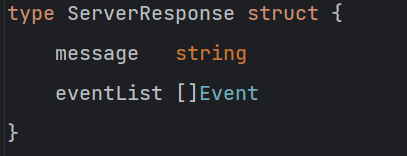 type ServerResponse struct {
    message   string
    eventList []Event
}